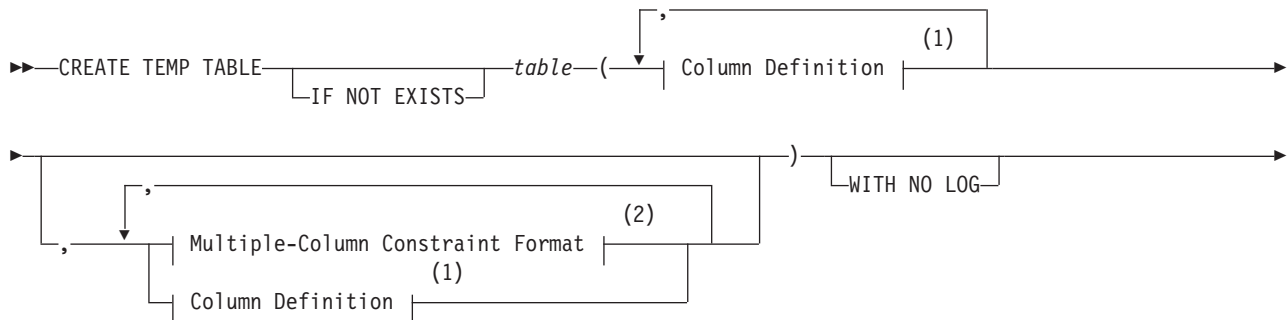 ,
(1)
CREATE TEMP TABLE table ( Column Definition
IF NOT EXISTS
)
WITH NO LOG
,
(2)
, Multiple-Column Constraint Format
(1)
Column Definition